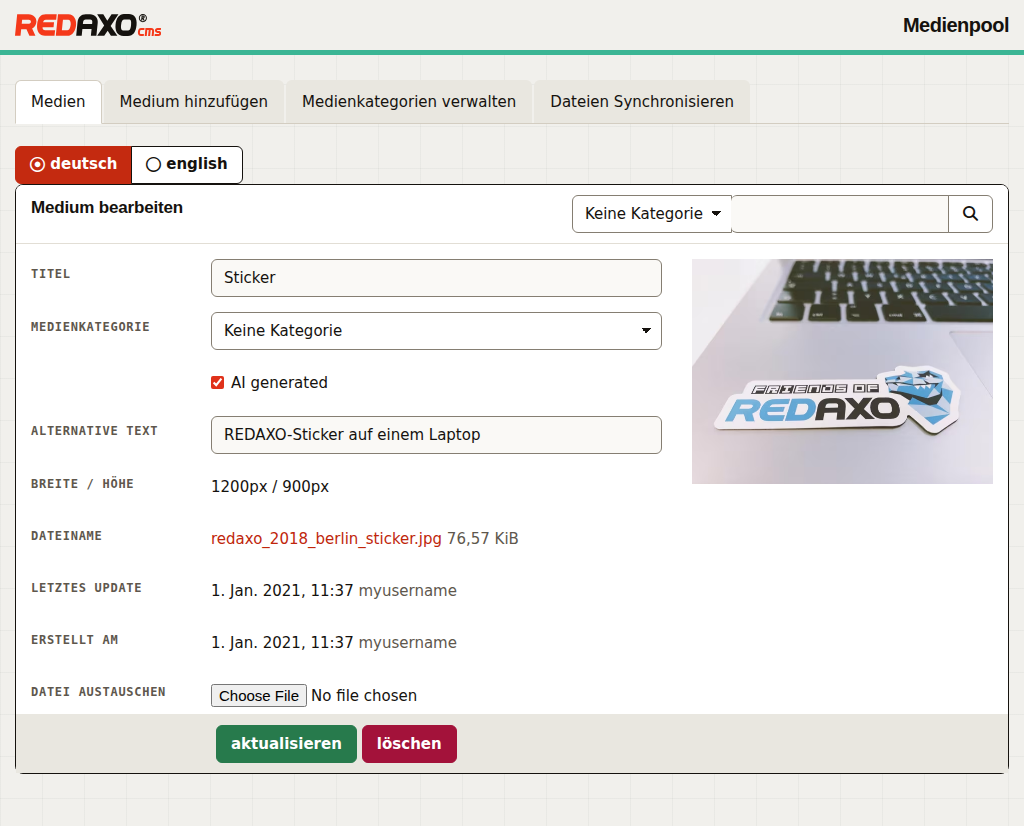 REDAXO® cms
Medienpool
Medien
Medium hinzufügen
Medienkategorien verwalten
Dateien Synchronisieren
deutsch
english
Medium bearbeiten
Keine Kategorie
TITEL
Sticker
MEDIENKATEGORIE
Keine Kategorie
AI generated
ALTERNATIVE TEXT
REDAXO-Sticker auf einem Laptop
FRIENDS OF
REDAXO
BREITE / HÖHE
1200px / 900px
DATEINAME
redaxo_2018_berlin_sticker.jpg 76,57 KiB
LETZTES UPDATE
1. Jan. 2021, 11:37 myusername
ERSTELLT AM
1. Jan. 2021, 11:37 myusername
DATEI AUSTAUSCHEN
Choose File No file chosen
aktualisieren
löschen